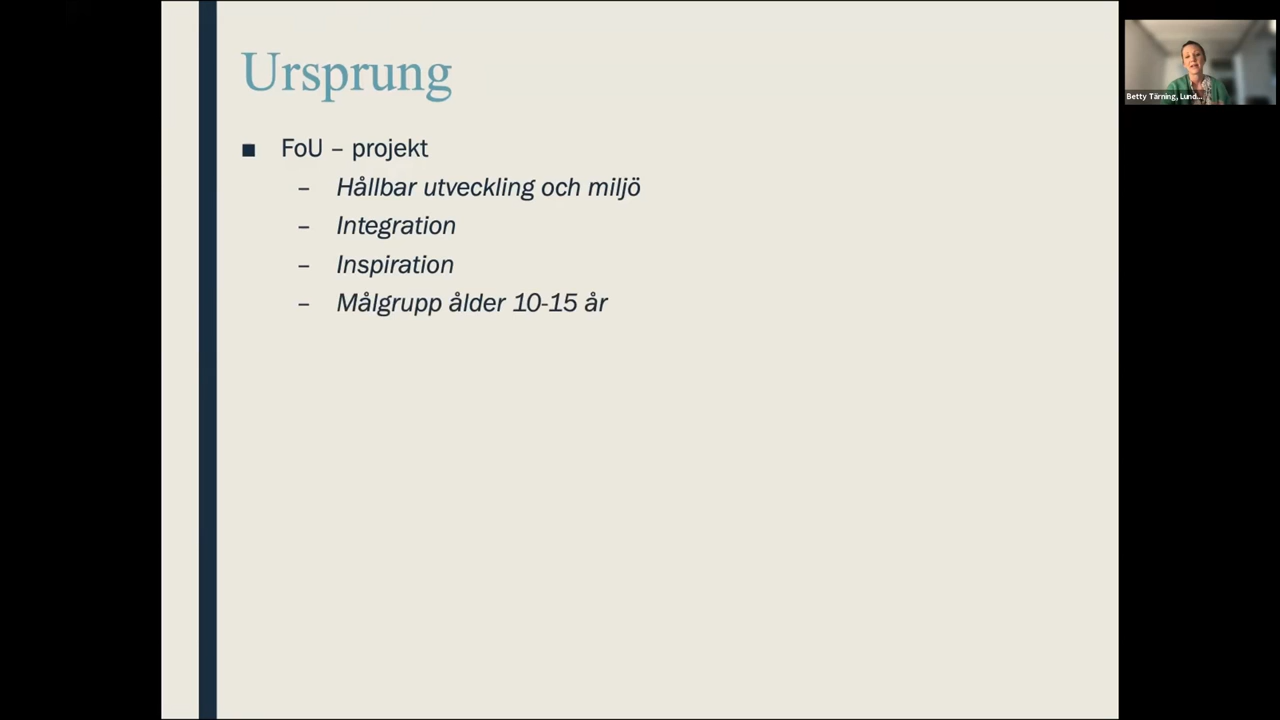 Ursprung
■ FoU – projekt
– Hållbar utveckling och miljö
– Integration
– Inspiration
– Målgrupp ålder 10-15 år
Betty Tärning, Lund...